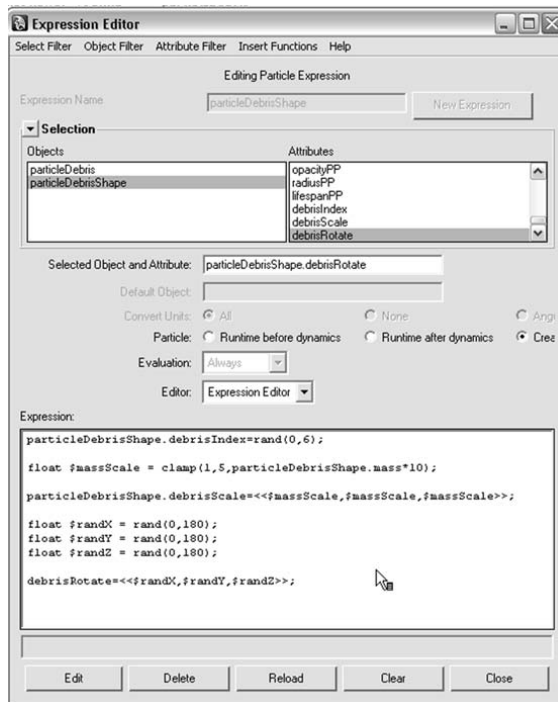 Expression Editor
Select Filter Object Filter Attribute Filter Insert Functions Help
Editing Particle Expression
Expression Name particleDebrisShape New Expression
Selection
Objects Attributes
particleDebris
particleDebrisShape
opacityPP
radiusPP
lifespanPP
debrisIndex
debrisScale
debrisRotate
Selected Object and Attribute: particleDebrisShape.debrisRotate
Default Object:
Convert Units: All None Angu
Particle: Runtime before dynamics Runtime after dynamics Crea
Evaluation: Always
Editor: Expression Editor
Expression:
particleDebrisShape.debrisIndex=rand(0,6);
float $massScale = clamp(1,5,particleDebrisShape.mass*10);
particleDebrisShape.debrisScale=<<$massScale,$massScale,$massScale>>;
float $randX = rand(0,180);
float $randY = rand(0,180);
float $randZ = rand(0,180);
debrisRotate=<<$randX,$randY,$randZ>>;
Edit Delete Reload Clear Close